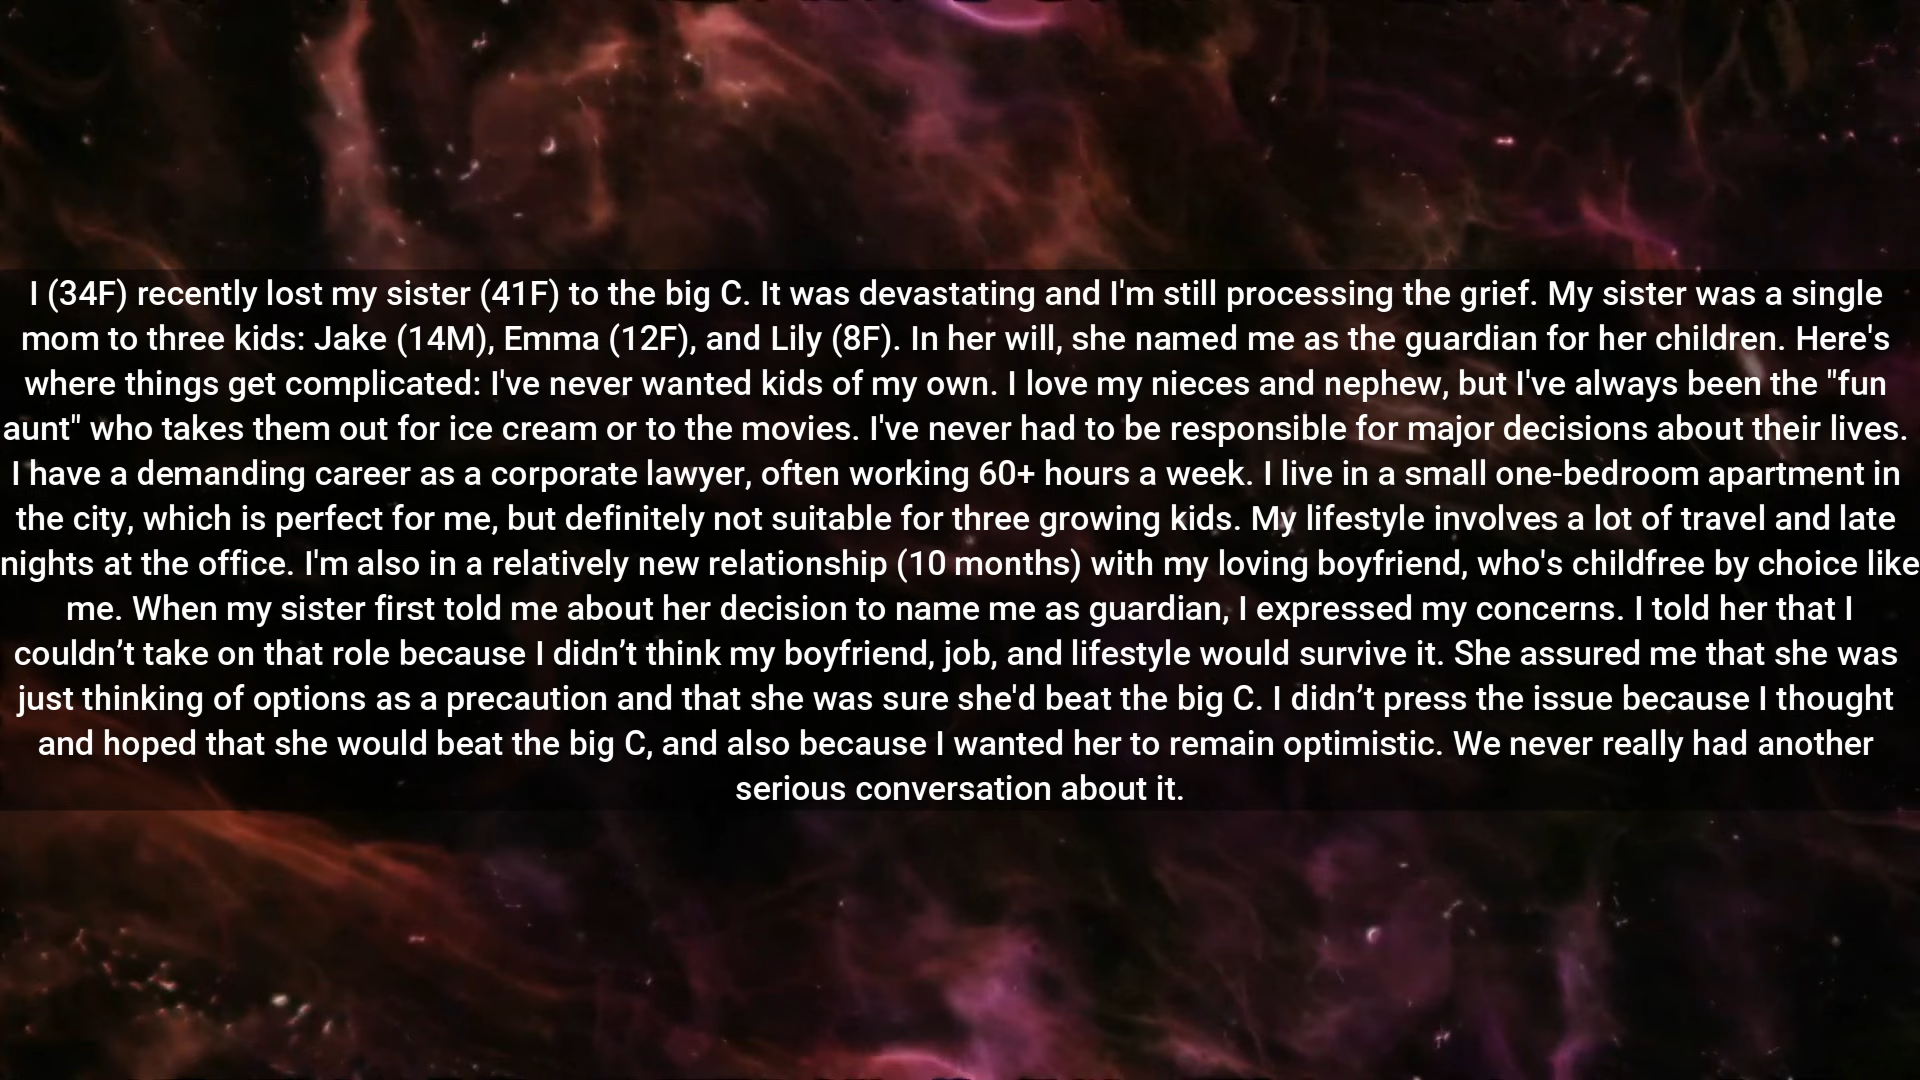 I (34F) recently lost my sister (41F) to the big C. It was devastating and I'm still processing the grief. My sister was a single
mom to three kids: Jake (14M), Emma (12F), and Lily (8F). In her will, she named me as the guardian for her children. Here's
where things get complicated: I've never wanted kids of my own. I love my nieces and nephew, but I've always been the "fun
aunt" who takes them out for ice cream or to the movies. I've never had to be responsible for major decisions about their lives.
I have a demanding career as a corporate lawyer, often working 60+ hours a week. I live in a small one-bedroom apartment in
the city, which is perfect for me, but definitely not suitable for three growing kids. My lifestyle involves a lot of travel and late
nights at the office. I'm also in a relatively new relationship (10 months) with my loving boyfriend, who's childfree by choice like
me. When my sister first told me about her decision to name me as guardian, I expressed my concerns. I told her that I
couldn’t take on that role because I didn’t think my boyfriend, job, and lifestyle would survive it. She assured me that she was
just thinking of options as a precaution and that she was sure she'd beat the big C. I didn’t press the issue because I thought
and hoped that she would beat the big C, and also because I wanted her to remain optimistic. We never really had another
serious conversation about it.